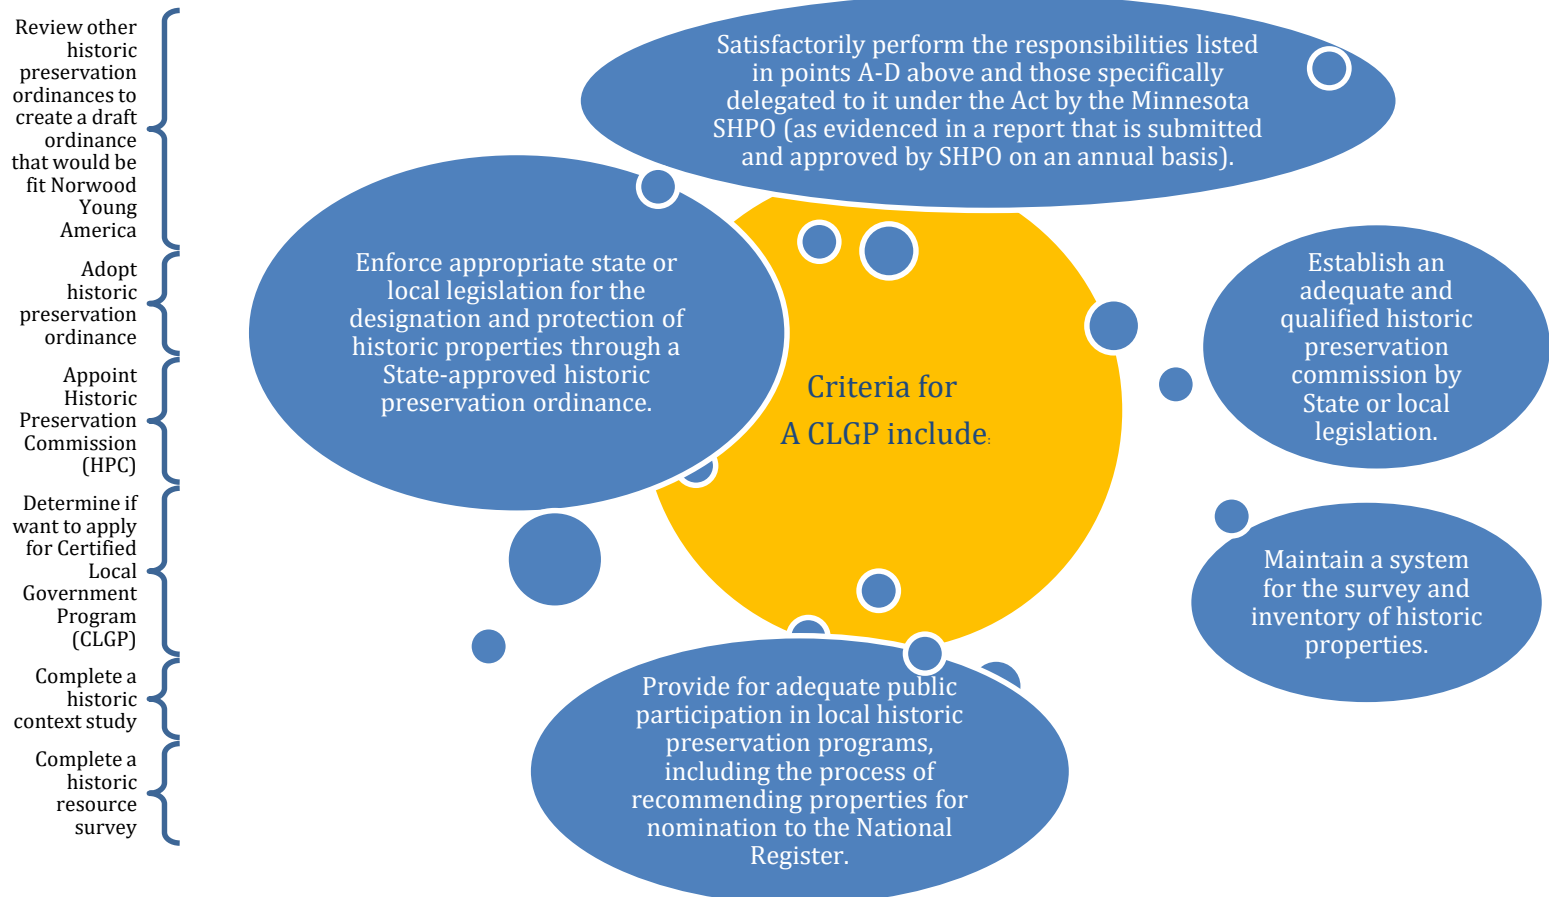 Review other
historic
preservation
ordinances to
create a draft
ordinance
that would be
fit Norwood
Young
America
Adopt
historic
preservation
ordinance
Appoint
Historic
Preservation
Commission
(HPC)
Determine if
want to apply
for Certified
Local
Government
Program
(CLGP)
Complete a
historic
context study
Complete a
historic
resource
survey
Satisfactorily perform the responsibilities listed
in points A-D above and those specifically
delegated to it under the Act by the Minnesota
SHPO (as evidenced in a report that is submitted
and approved by SHPO on an annual basis).
Enforce appropriate state or
local legislation for the
designation and protection of
historic properties through a
State-approved historic
preservation ordinance.
Criteria for
A CLGP include:
Establish an
adequate and
qualified historic
preservation
commission by
State or local
legislation.
Maintain a system
for the survey and
inventory of historic
properties.
Provide for adequate public
participation in local historic
preservation programs,
including the process of
recommending properties for
nomination to the National
Register.